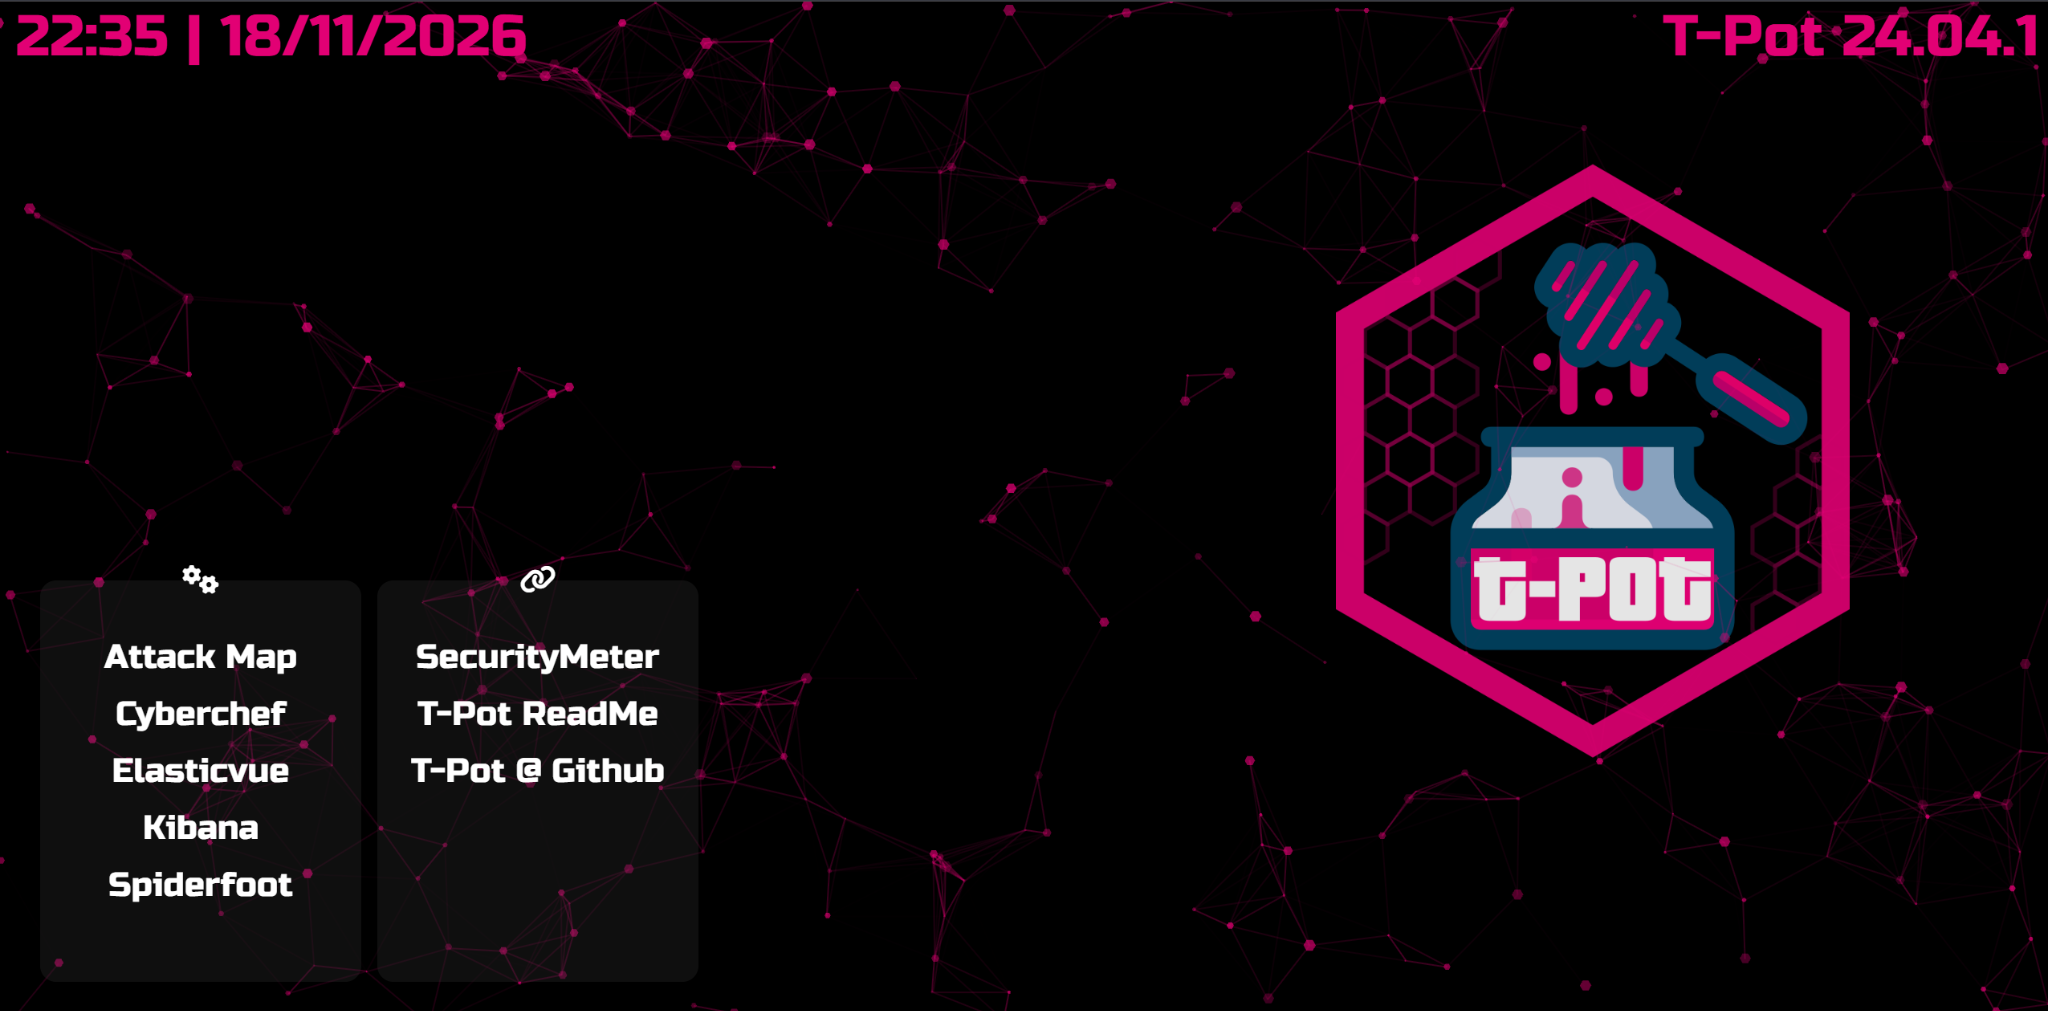 22:35 | 18/11/2026
T-Pot 24.04.1
t-Pot
Attack Map
Cyberchef
Elasticvue
Kibana
Spiderfoot
SecurityMeter
T-Pot ReadMe
T-Pot @ Github